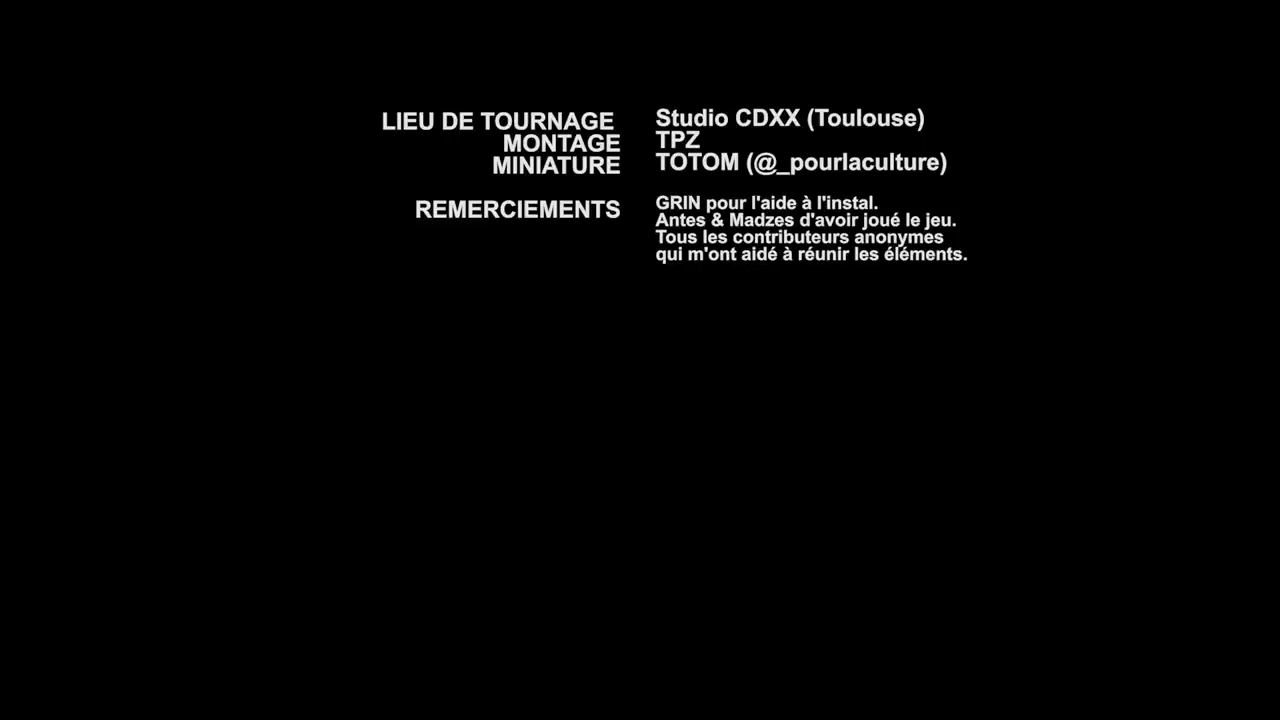 LIEU DE TOURNAGE Studio CDXX (Toulouse)
MONTAGE TPZ
MINIATURE TOTOM (@_pourlaculture)
REMERCIEMENTS GRIN pour l'aide à l'instal.
Antes & Madzes d'avoir joué le jeu.
Tous les contributeurs anonymes
qui m'ont aidé à réunir les éléments.